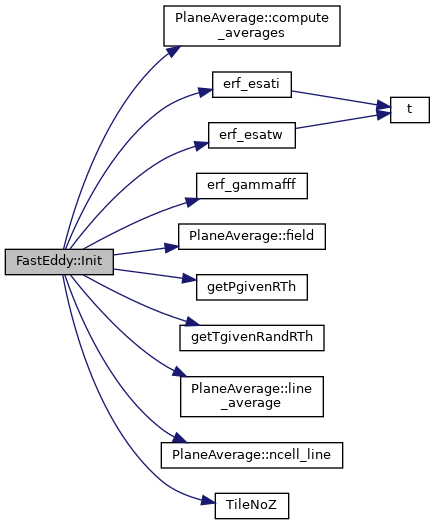 PlaneAverage::compute
_averages
erf_esati
t
erf_esatw
erf_gammafff
PlaneAverage::field
FastEddy::Init
getPgivenRTh
getTgivenRandRTh
PlaneAverage::line
_average
PlaneAverage::ncell_line
TileNoZ